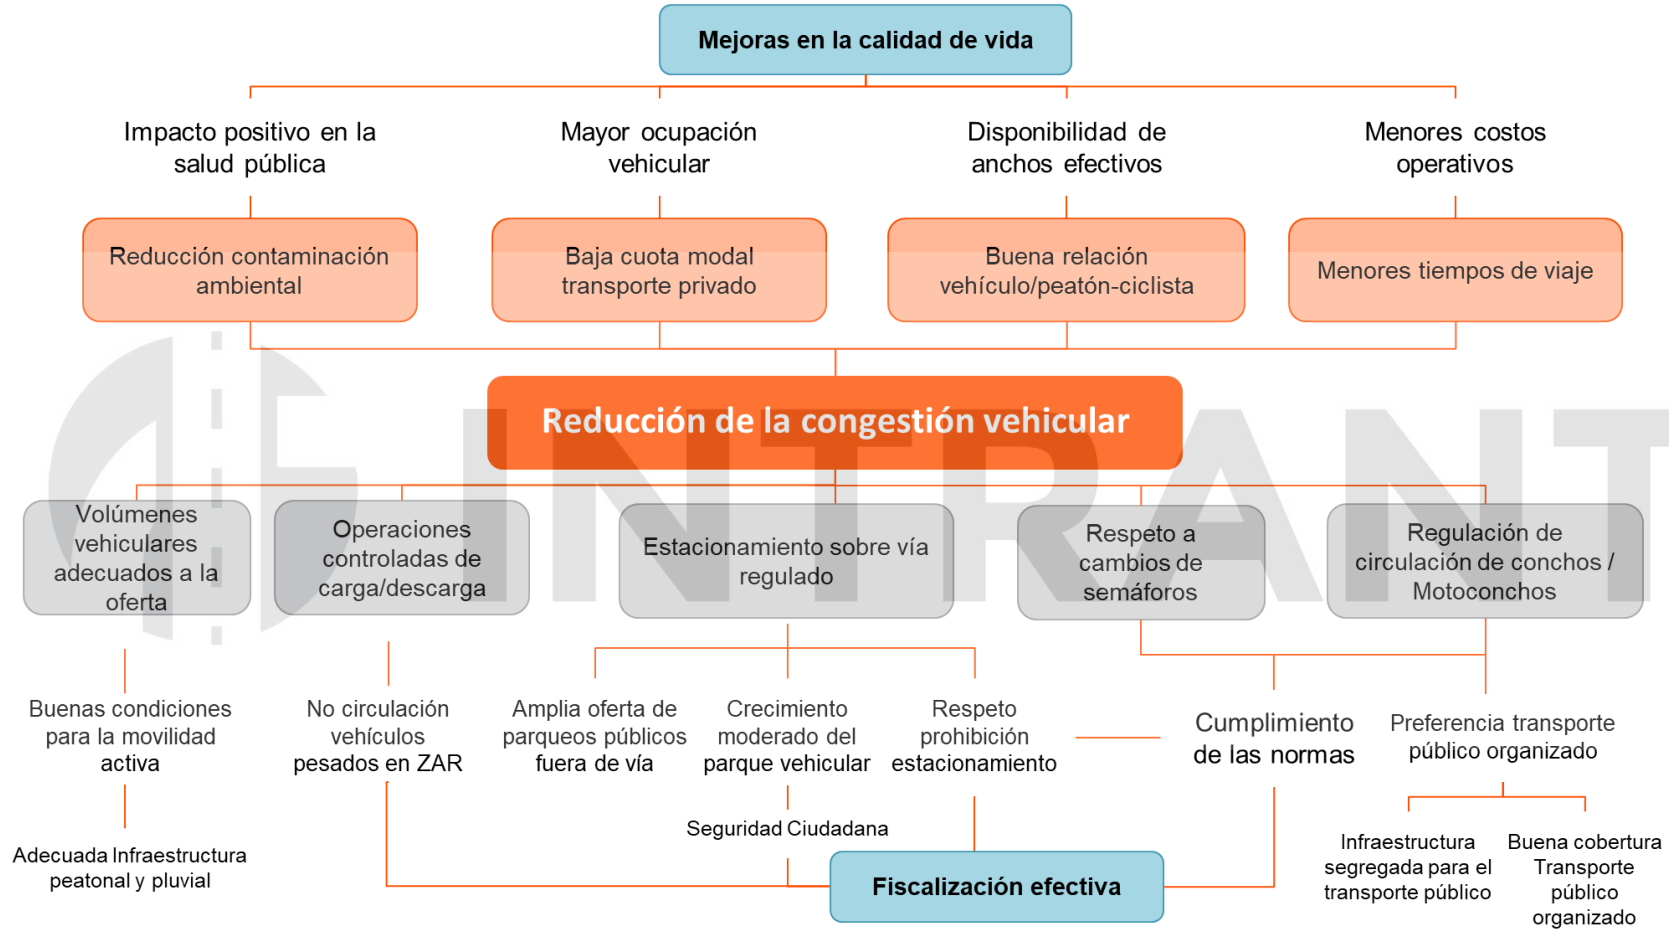 Mejoras en la calidad de vida
Impacto positivo en la
salud pública
Mayor ocupación
vehicular
Disponibilidad de
anchos efectivos
Menores costos
operativos
Reducción contaminación
ambiental
Baja cuota modal
transporte privado
Buena relación
vehículo/peatón-ciclista
Menores tiempos de viaje
Reducción de la congestión vehicular
INTRANT
Volúmenes
vehiculares
adecuados a la
oferta
Operaciones
controladas de
carga/descarga
Estacionamiento sobre vía
regulado
Respeto a
cambios de
semáforos
Regulación de
circulación de conchos /
Motoconchos
Buenas condiciones
para la movilidad
activa
No circulación
vehículos
pesados en ZAR
Amplia oferta de
parqueos públicos
fuera de vía
Crecimiento
moderado del
parque vehicular
Respeto
prohibición
estacionamiento
Cumplimiento
de las normas
Preferencia transporte
público organizado
Seguridad Ciudadana
Adecuada Infraestructura
peatonal y pluvial
Fiscalización efectiva
Infraestructura
segregada para el
transporte público
Buena cobertura
Transporte
público
organizado